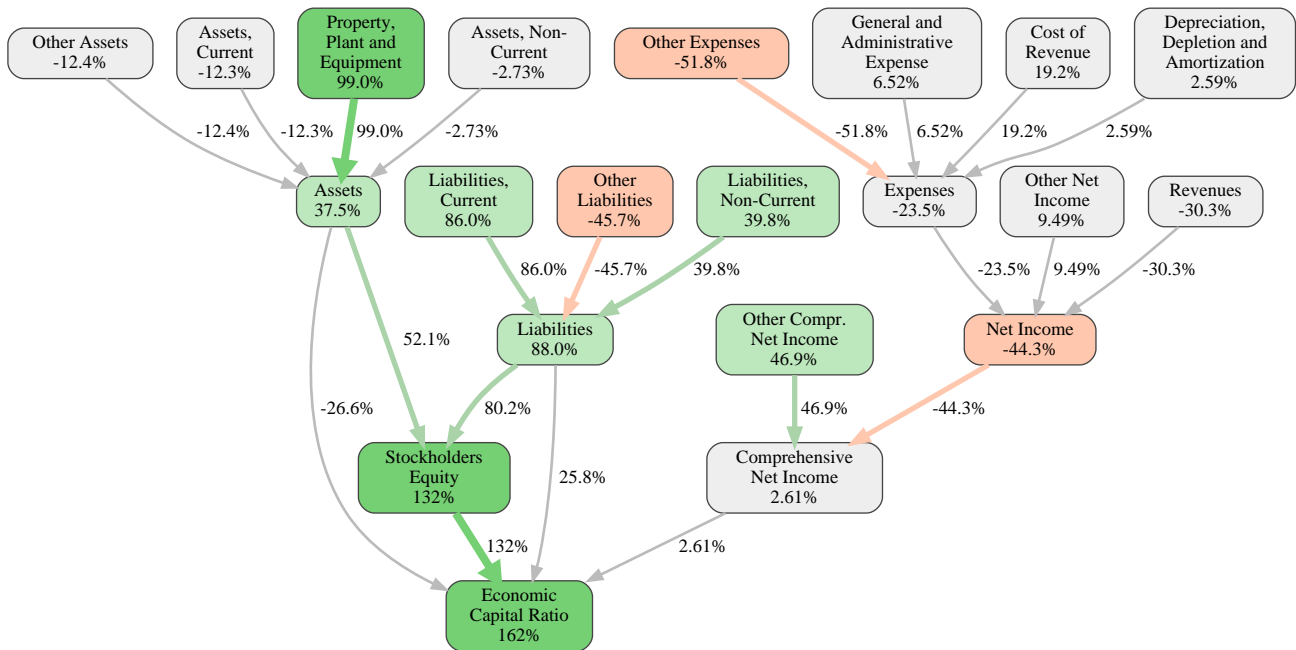 Other Assets
-12.4%
Assets,
Current
-12.3%
Property,
Plant and
Equipment
99.0%
Assets, Non-
Current
-2.73%
Other Expenses
-51.8%
General and
Administrative
Expense
6.52%
Cost of
Revenue
19.2%
Depreciation,
Depletion and
Amortization
2.59%
-12.4%
-12.3%
99.0%
-2.73%
-51.8%
6.52%
19.2%
2.59%
Assets
37.5%
Liabilities,
Current
86.0%
Other
Liabilities
-45.7%
Liabilities,
Non-Current
39.8%
Expenses
-23.5%
Other Net
Income
9.49%
Revenues
-30.3%
86.0%
-45.7%
39.8%
-23.5%
9.49%
-30.3%
Liabilities
88.0%
Other Compr.
Net Income
46.9%
Net Income
-44.3%
52.1%
-26.6%
80.2%
25.8%
46.9%
-44.3%
Stockholders
Equity
132%
Comprehensive
Net Income
2.61%
132%
2.61%
Economic
Capital Ratio
162%